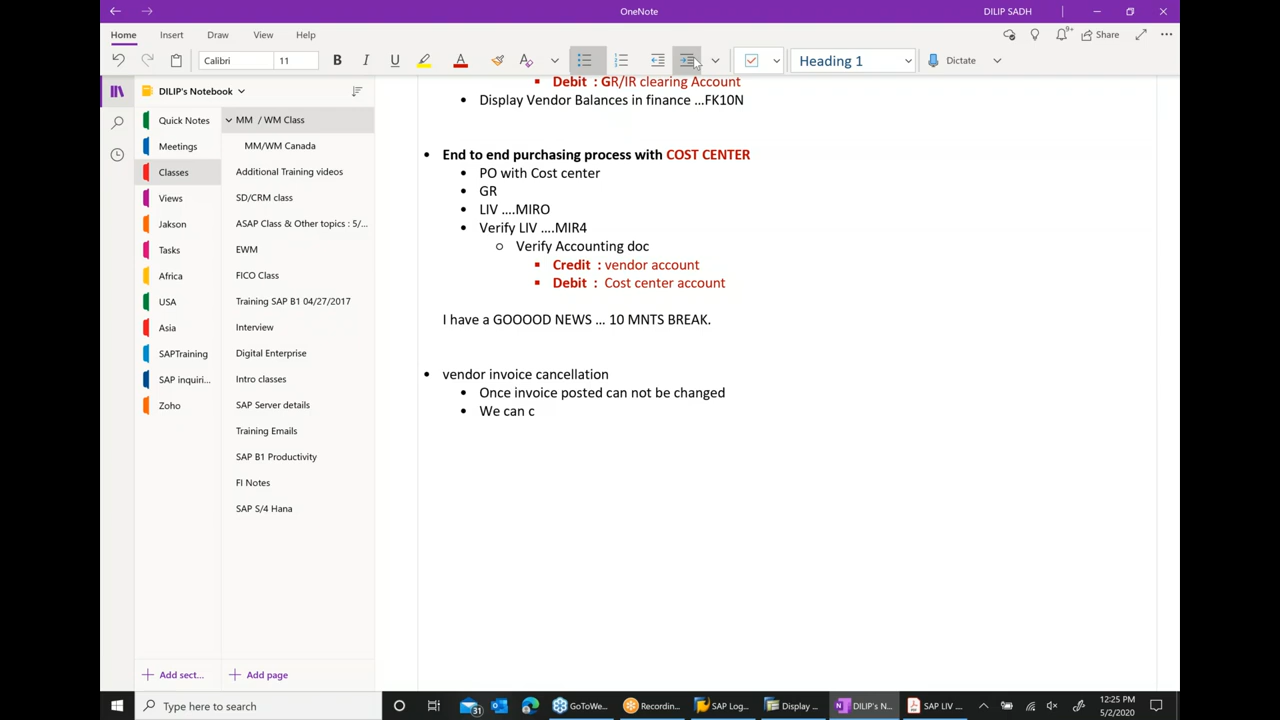 OneNote
DILIP SADH
Home Insert Draw View Help
9+
Share
Calibri 11
B I U
A
Heading 1
Dictate
DILIP's Notebook
Quick Notes
Meetings
Classes
Views
Jakson
Tasks
Africa
USA
Asia
SAPTraining
SAP inquiri...
Zoho
Add sect...
MM / WM Class
MM/WM Canada
Additional Training videos
SD/CRM class
ASAP Class & Other topics : 5/...
EWM
FICO Class
Training SAP B1 04/27/2017
Interview
Digital Enterprise
Intro classes
SAP Server details
Training Emails
SAP B1 Productivity
FI Notes
SAP S/4 Hana
Add page
Debit : GR/IR clearing Account
Display Vendor Balances in finance ...FK10N
End to end purchasing process with COST CENTER
PO with Cost center
GR
LIV ....MIRO
Verify LIV ....MIR4
Verify Accounting doc
Credit : vendor account
Debit : Cost center account
I have a GOOOOD NEWS ... 10 MNTS BREAK.
vendor invoice cancellation
Once invoice posted can not be changed
We can c
Type here to search
31
GoToWe...
Recordin...
SAP Log...
Display ...
DILIP's N...
SAP LIV ...
12:25 PM
5/2/2020